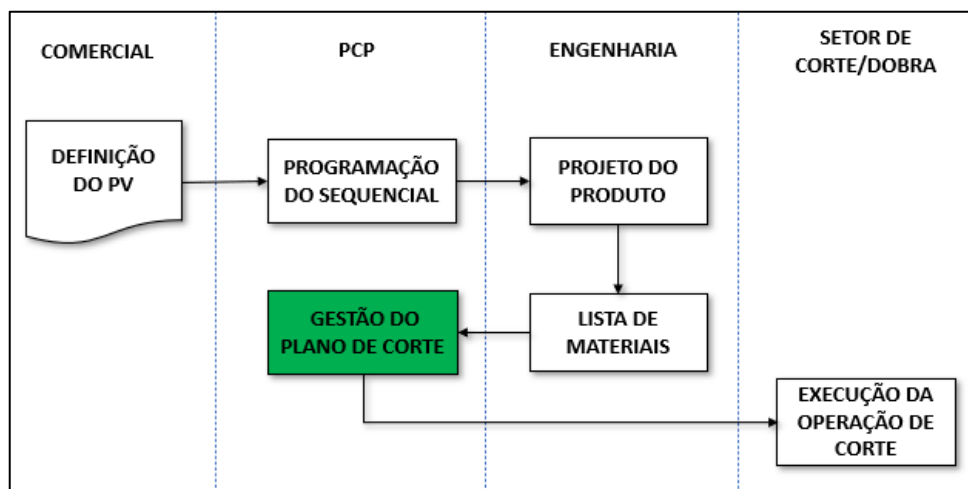 COMERCIAL
PCP
ENGENHARIA
SETOR DE
CORTE/DOBRA
DEFINIÇÃO
DO PV
PROGRAMAÇÃO
DO SEQUENCIAL
PROJETO DO
PRODUTO
GESTÃO DO
PLANO DE CORTE
LISTA DE
MATERIAIS
EXECUÇÃO DA
OPERAÇÃO DE
CORTE